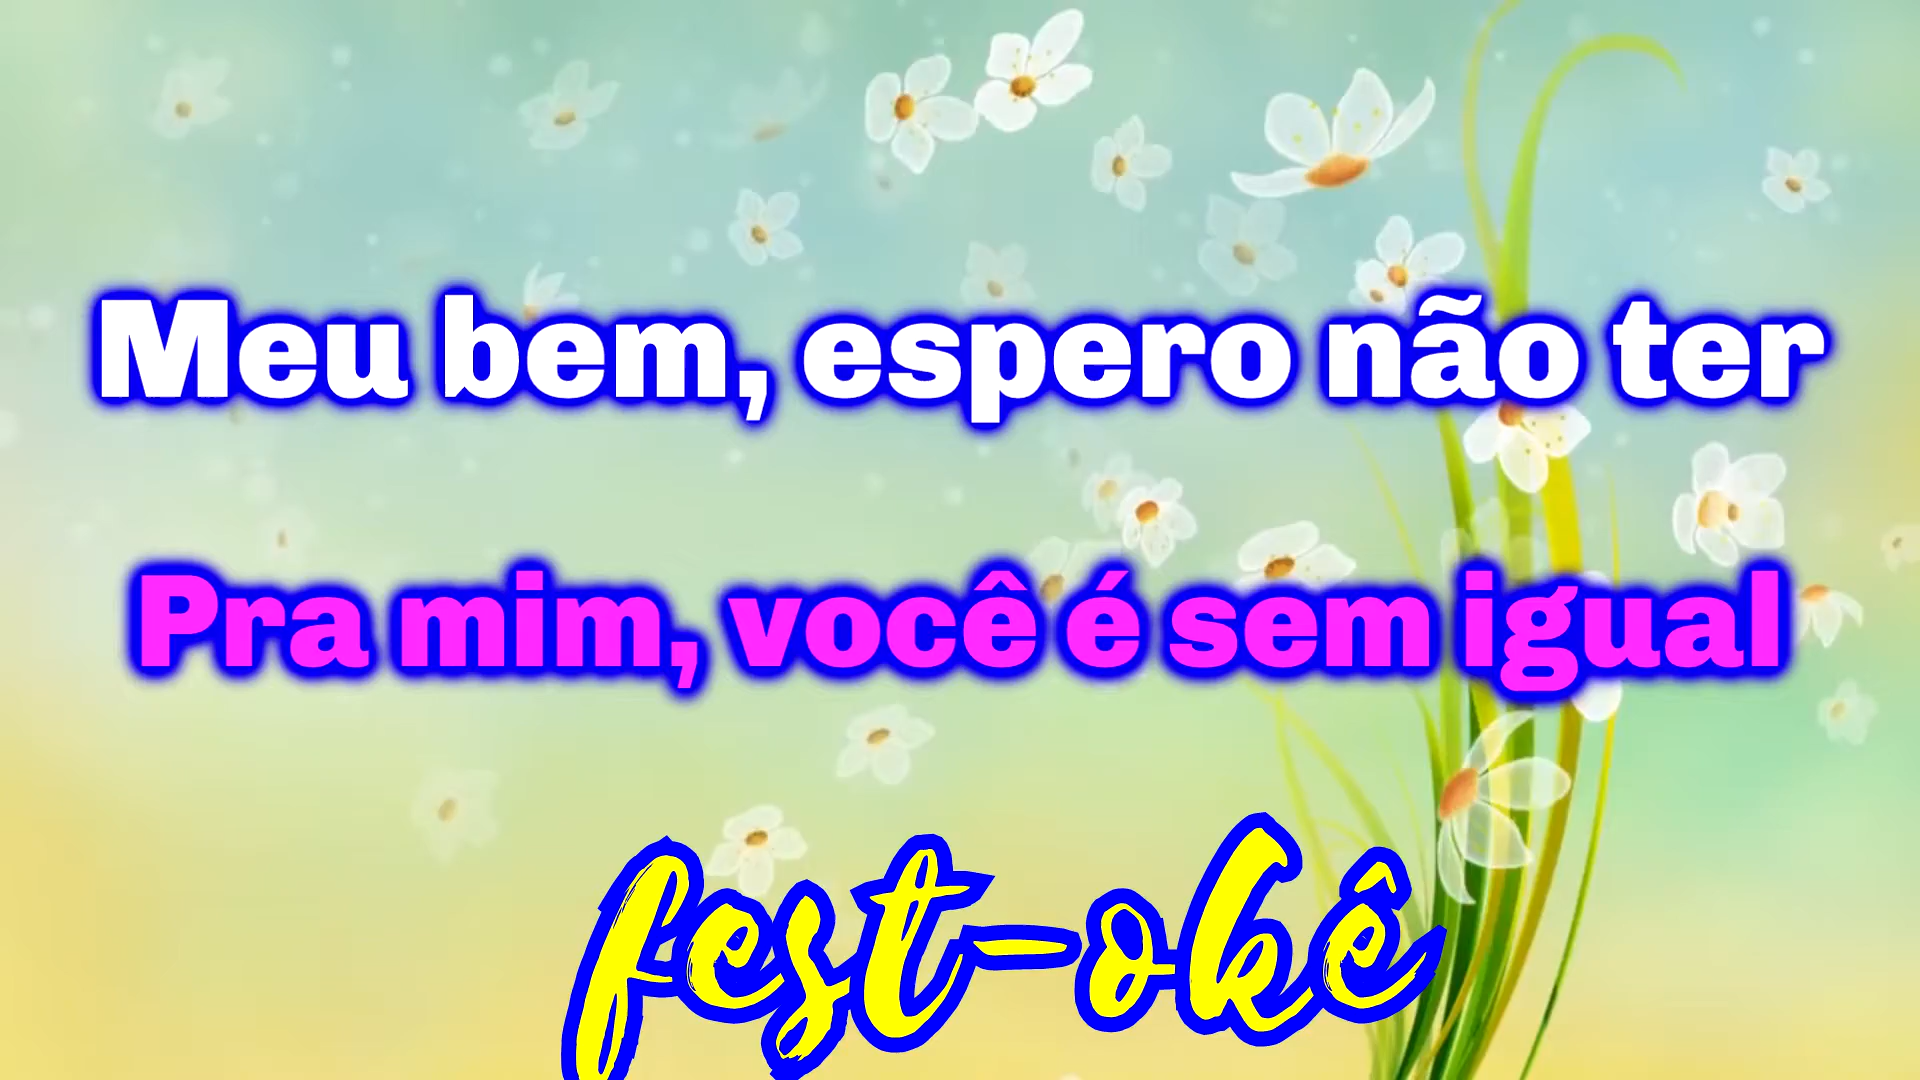 Meu bem, espero não ter
Pra mim, você é sem igual
fest-okê